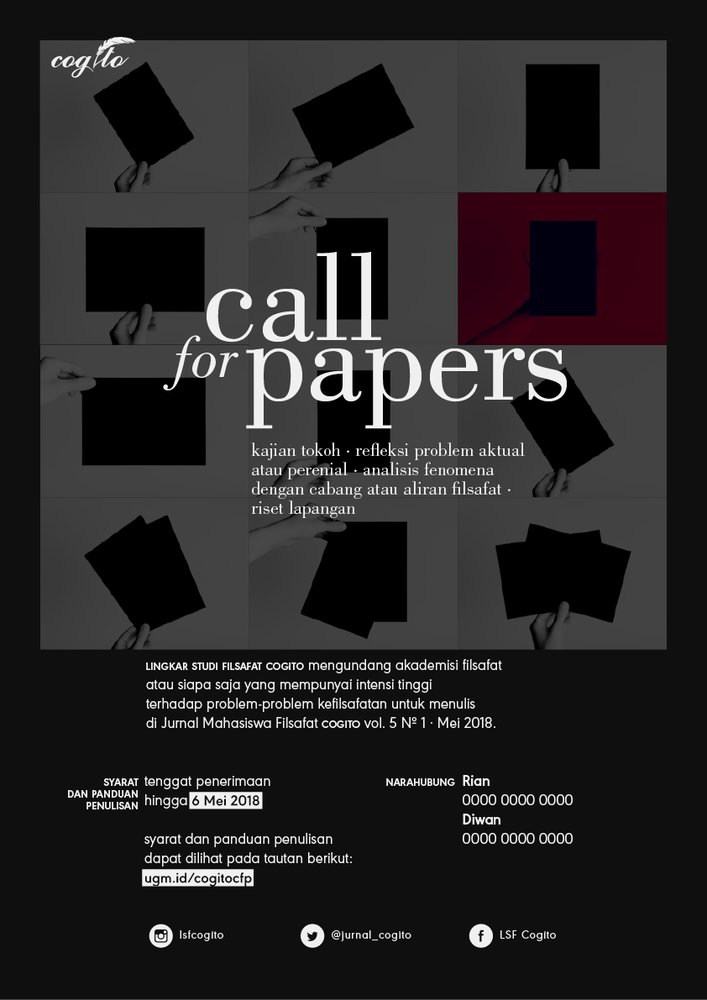 cogito
call
for papers
kajian tokoh · refleksi problem aktual
atau perenial · analisis fenomena
dengan cabang atau aliran filsafat ·
riset lapangan
LINGKAR STUDI FILSAFAT COGITO mengundang akademisi filsafat
atau siapa saja yang mempunyai intensi tinggi
terhadap problem-problem kefilsafatan untuk menulis
di Jurnal Mahasiswa Filsafat COGITO vol. 5 Nº 1 · Mei 2018.
SYARAT
DAN PANDUAN
PENULISAN
tenggat penerimaan
hingga 6 Mei 2018
syarat dan panduan penulisan
dapat dilihat pada tautan berikut:
ugm.id/cogitocfp
NARAHUBUNG
Rian
0000 0000 0000
Diwan
0000 0000 0000
lsfcogito
@jurnal_cogito
LSF Cogito